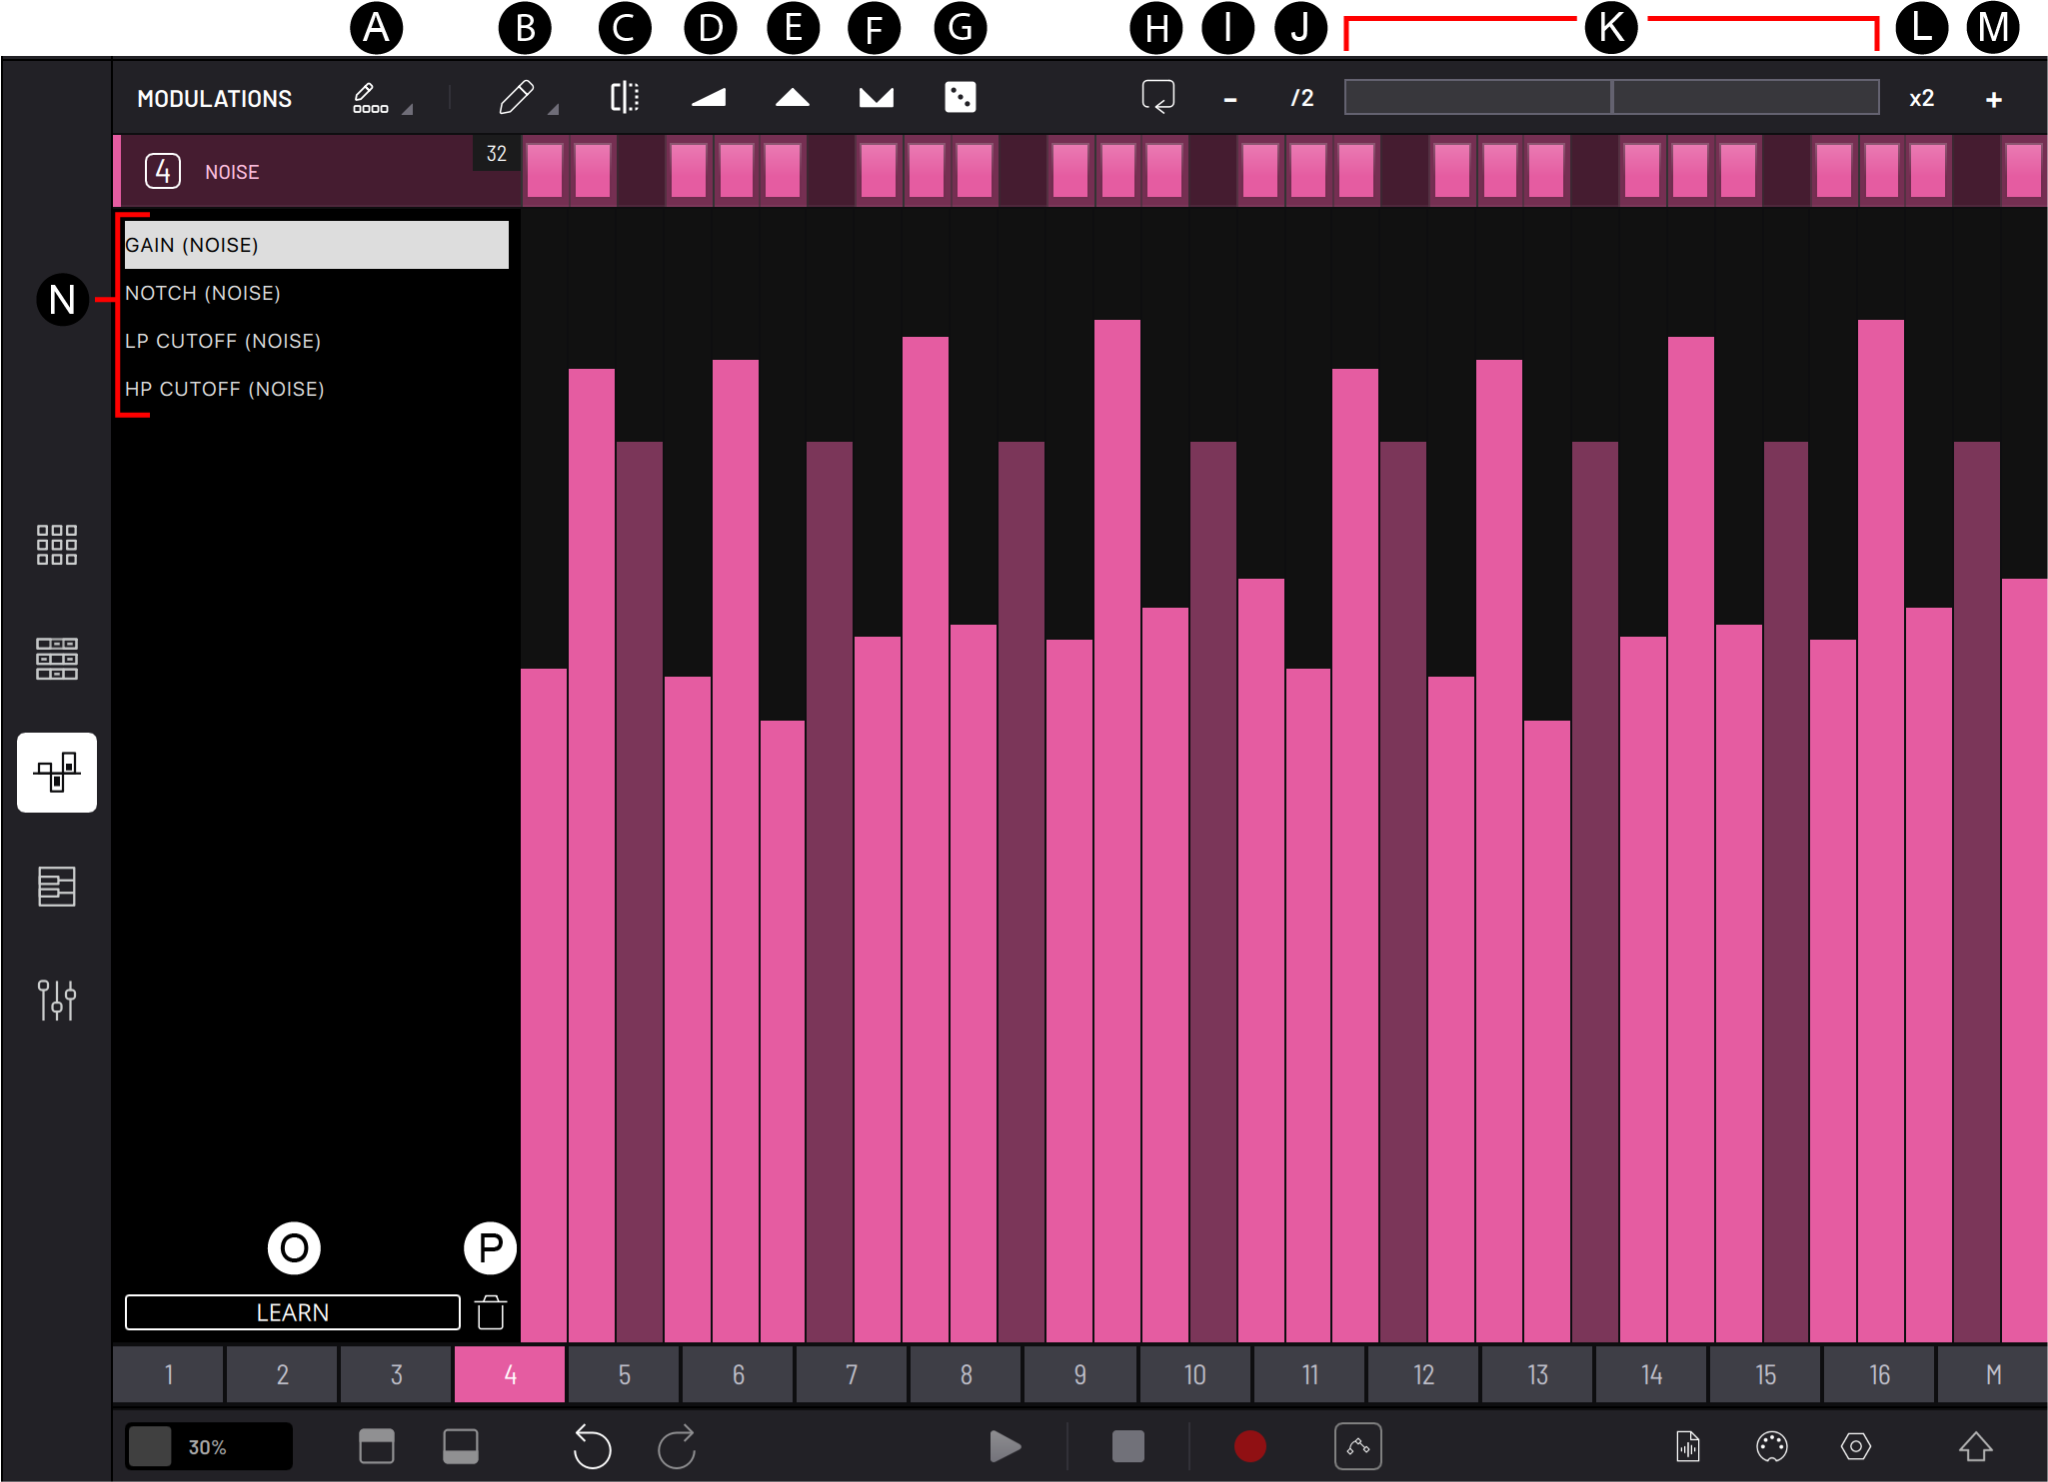 A B C D E F G H I J K L M
MODULATIONS - /2 x2 +
4 NOISE 32
GAIN (NOISE)
N NOTCH (NOISE)
LP CUTOFF (NOISE)
HP CUTOFF (NOISE)
O P
LEARN
1 2 3 4 5 6 7 8 9 10 11 12 13 14 15 16 M
30%